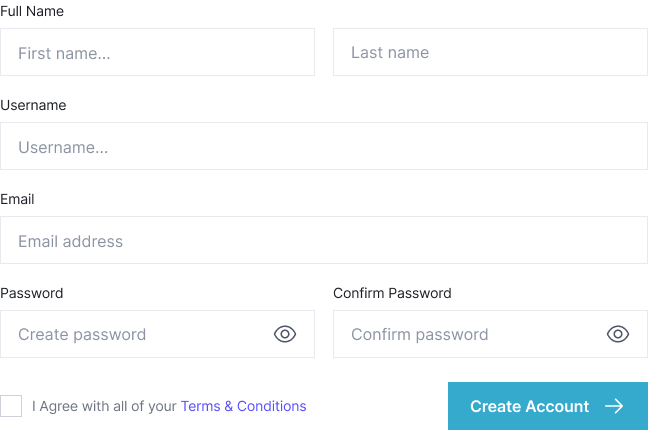 Full Name
First name...
Last name
Username
Username...
Email
Email address
Password
Confirm Password
Create password
Confirm password
I Agree with all of your Terms & Conditions
Create Account